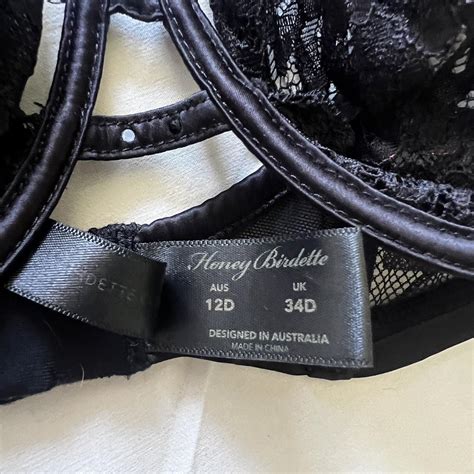 Honey Birdette
AUS UK
12D 34D
DESIGNED IN AUSTRALIA
MADE IN CHINA